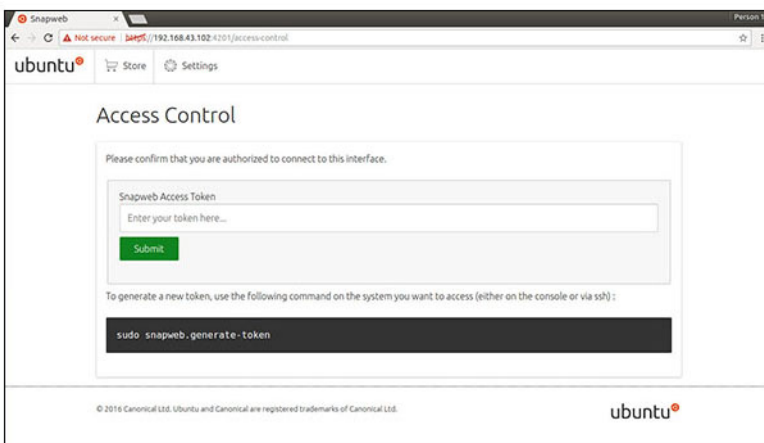 Snapweb
Person 1
Not secure https://192.168.43.102:4201/access-control
ubuntu Store Settings
Access Control
Please confirm that you are authorized to connect to this interface.
Snapweb Access Token
Enter your token here...
Submit
To generate a new token, use the following command on the system you want to access (either on the console or via ssh) :
sudo snapweb.generate-token
© 2016 Canonical Ltd. Ubuntu and Canonical are registered trademarks of Canonical Ltd.
ubuntu